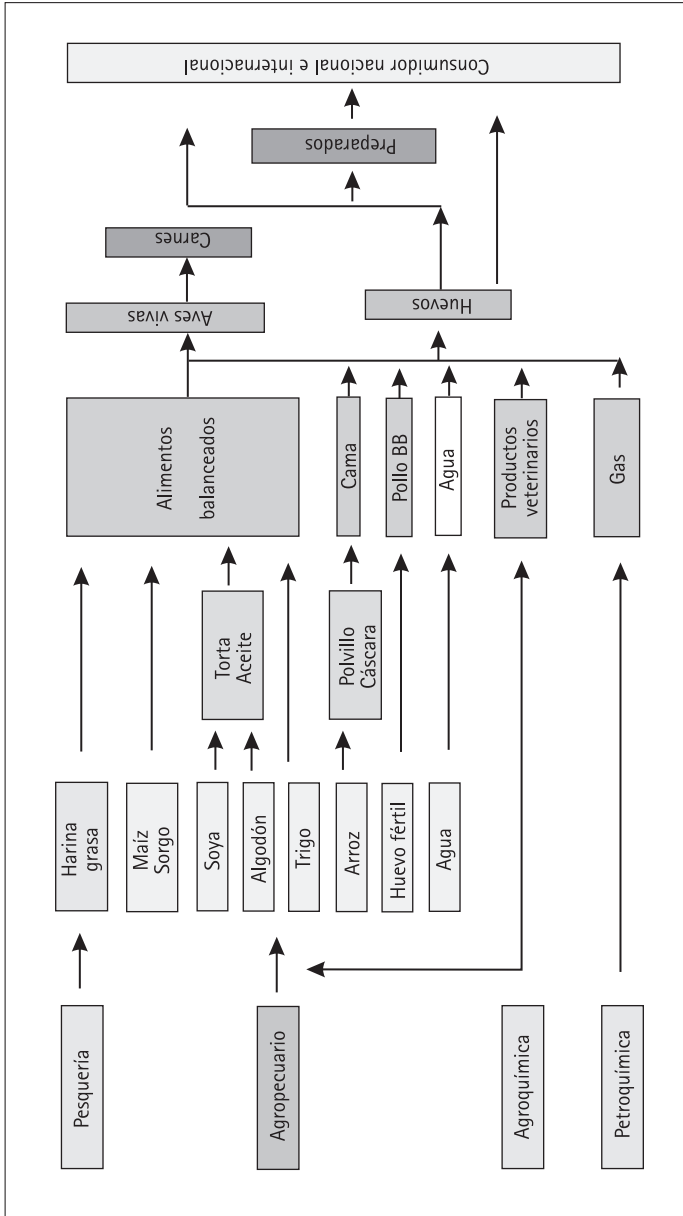 Consumidor nacional e internacional
Preparados
Carnes
Aves vivas
Huevos
Alimentos
balanceados
Cama
Pollo BB
Agua
Productos
veterinarios
Gas
Torta
Aceite
Polvillo
Cáscara
Harina
grasa
Maíz
Sorgo
Soya
Algodón
Trigo
Arroz
Huevo fértil
Agua
Pesquería
Agropecuario
Agroquímica
Petroquímica